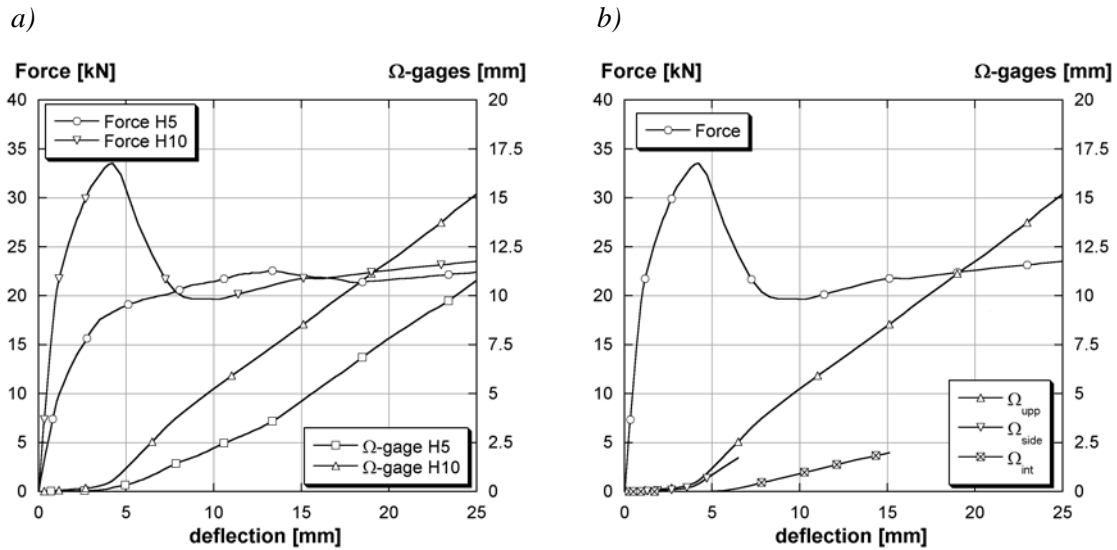 a)
Force [kN]
Ω-gages [mm]
40
35
30
25
20
15
10
5
0
20
17.5
15
12.5
10
7.5
5
2.5
0
Force H5
Force H10
Ω-gage H5
Ω-gage H10
0 5 10 15 20 25
deflection [mm]
b)
Force [kN]
Ω-gages [mm]
40
35
30
25
20
15
10
5
0
20
17.5
15
12.5
10
7.5
5
2.5
0
Force
Ωupp
Ωside
Ωint
0 5 10 15 20 25
deflection [mm]